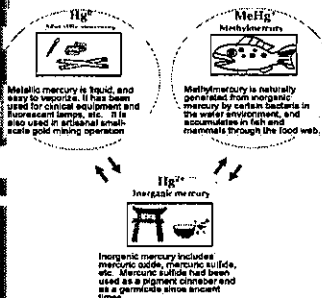 Hg⁰
Metallic mercury
Metallic mercury is liquid, and
easy to vaporize. It has been
used for clinical equipment and
fluorescent lamps, etc. It is
also used in artisanal small-
scale gold mining operation
MeHg⁺
Methylmercury
Methylmercury is naturally
generated from inorganic
mercury by certain bacteria in
the water environment, and
accumulates in fish and
mammals through the food web.
Hg²⁺
Inorganic mercury
Inorganic mercury includes
mercuric oxide, mercuric sulfide,
etc. Mercuric sulfide had been
used as a pigment cinnaber and
as a germicide since ancient
times